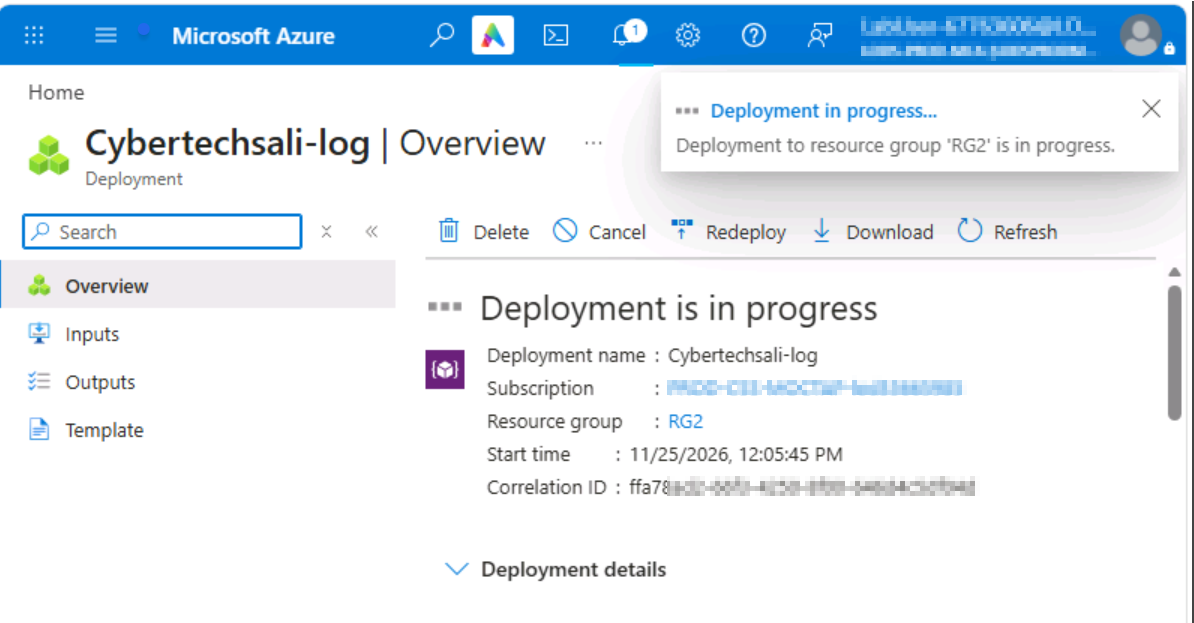 Microsoft Azure
1
Deployment in progress...
Deployment to resource group 'RG2' is in progress.
Home
Cybertechsali-log | Overview
Deployment
Search
Delete
Cancel
Redeploy
Download
Refresh
Overview
Inputs
Outputs
Template
Deployment is in progress
Deployment name : Cybertechsali-log
Subscription :
Resource group : RG2
Start time : 11/25/2026, 12:05:45 PM
Correlation ID : ffa78
Deployment details